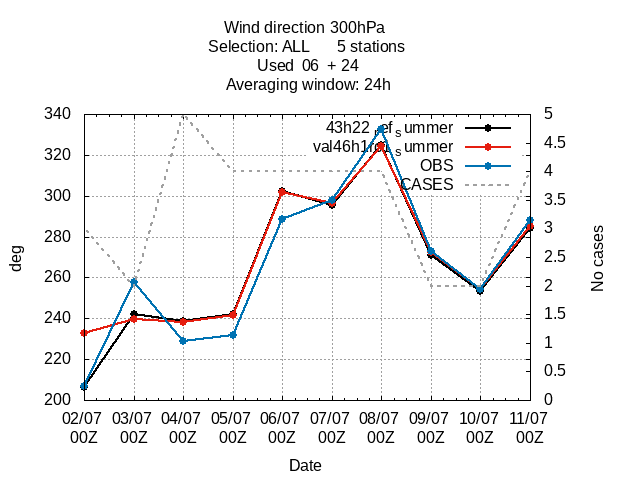 Wind direction 300hPa
Selection: ALL 5 stations
Used 06 + 24
Averaging window: 24h
340
320
300
280
260
240
220
200
deg
5
4.5
4
3.5
3
2.5
2
1.5
1
0.5
0
No cases
43h22_ref_summer
OBS
CASES
02/07 03/07 04/07 05/07 06/07 07/07 08/07 09/07 10/07 11/07
00Z 00Z 00Z 00Z 00Z 00Z 00Z 00Z 00Z 00Z
Date